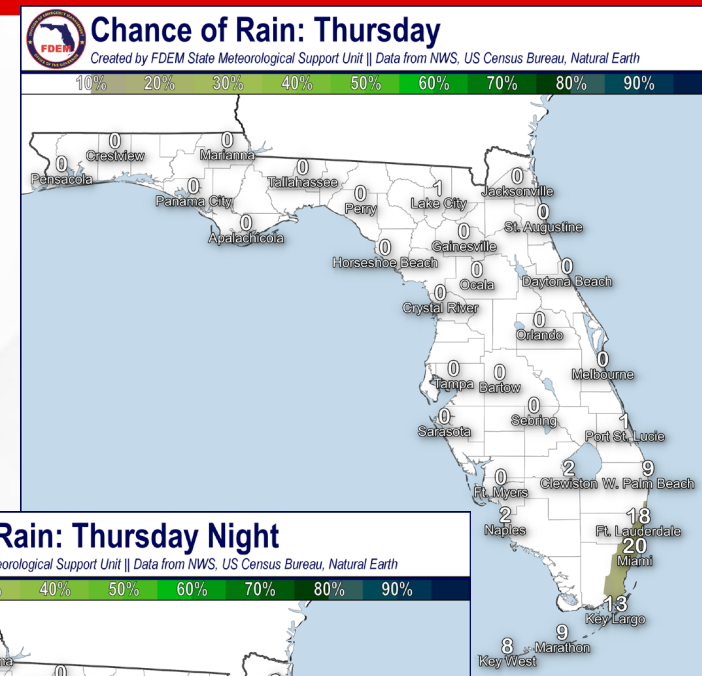 FDEM
Chance of Rain: Thursday
Created by FDEM State Meteorological Support Unit || Data from NWS, US Census Bureau, Natural Earth
10% 20% 30% 40% 50% 60% 70% 80% 90%
0
Crestview
0
Marianna
0
Pensacola
0
Tallahassee
0
Panama City
0
Perry
1
Lake City
0
Jacksonville
0
Apalachicola
0
St. Augustine
0
Gainesville
0
Horseshoe Beach
0
Ocala
0
Daytona Beach
0
Crystal River
0
Orlando
0
Tampa
0
Bartow
0
Melbourne
0
Sarasota
0
Sebring
1
Port St. Lucie
0
Ft. Myers
2
Clewiston
9
W. Palm Beach
2
Naples
18
Ft. Lauderdale
20
Miami
13
Key Largo
9
Marathon
8
Key West
Rain: Thursday Night
orological Support Unit || Data from NWS, US Census Bureau, Natural Earth
40% 50% 60% 70% 80% 90%
na
0